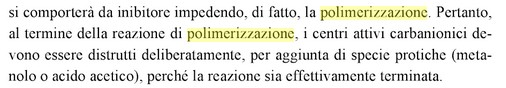 si comporterà da inibitore impedendo, di fatto, la polimerizzazione. Pertanto,
al termine della reazione di polimerizzazione, i centri attivi carbanionici de-
vono essere distrutti deliberatamente, per aggiunta di specie protiche (meta-
nolo o acido acetico), perché la reazione sia effettivamente terminata.